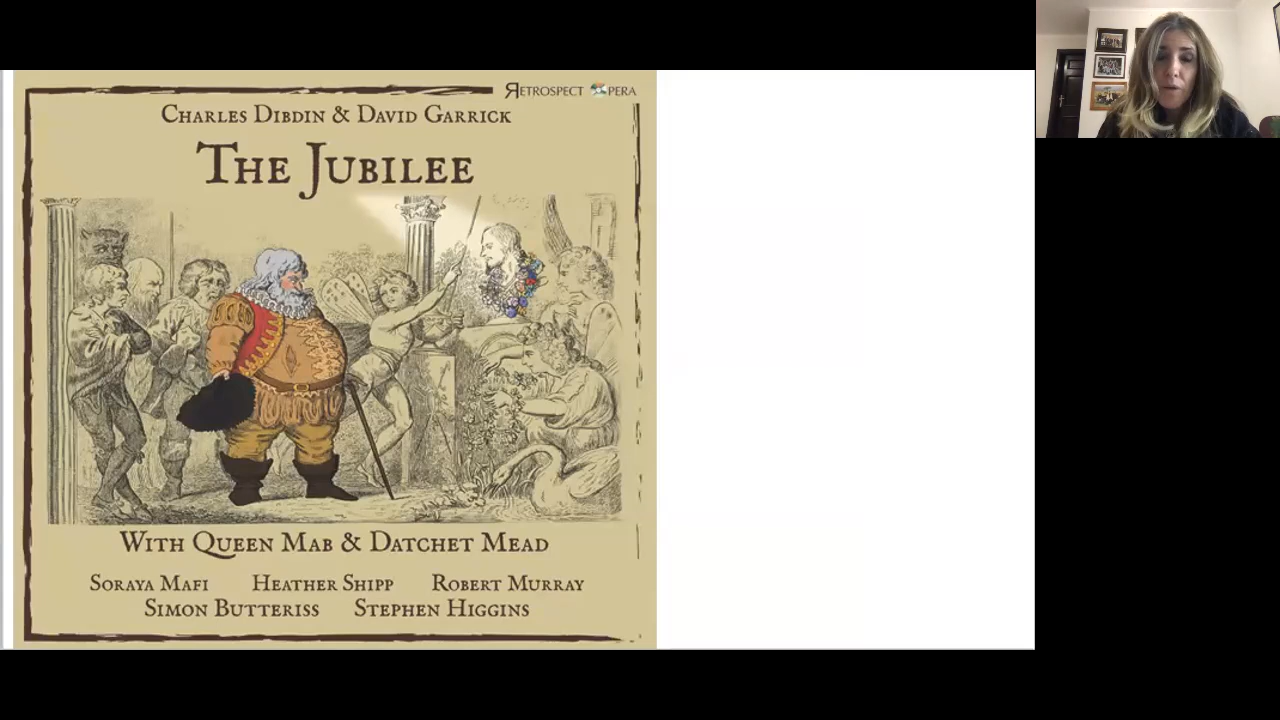 ЯETROSPECT OPERA
CHARLES DIBDIN & DAVID GARRICK
THE JUBILEE
WITH QUEEN MAB & DATCHET MEAD
SORAYA MAFI HEATHER SHIPP ROBERT MURRAY
SIMON BUTTERISS STEPHEN HIGGINS